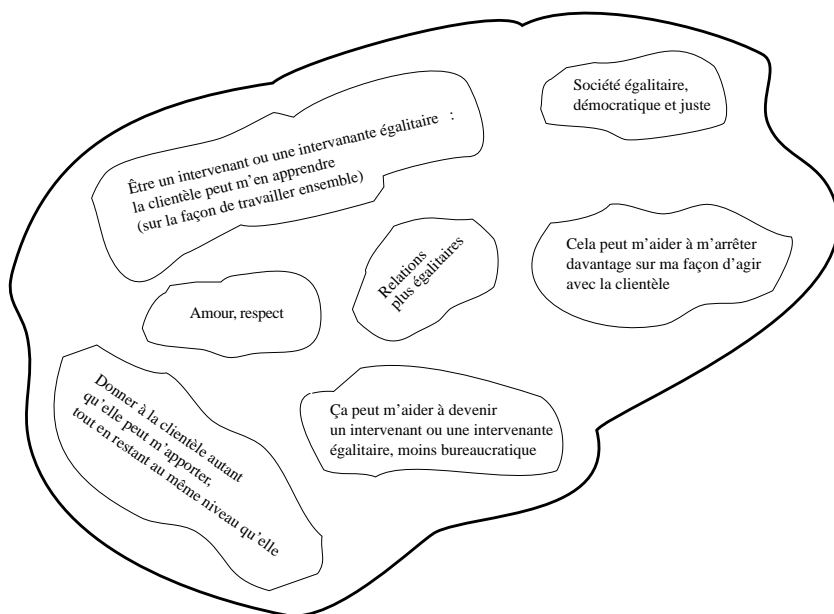 Société égalitaire,
démocratique et juste
Être un intervenant ou une intervanante égalitaire :
la clientèle peut m'en apprendre
(sur la façon de travailler ensemble)
Cela peut m'aider à m'arrêter
davantage sur ma façon d'agir
avec la clientèle
Relations
plus égalitaires
Amour, respect
Donner à la clientèle autant
qu'elle peut m'apporter,
tout en restant au même niveau qu'elle
Ça peut m'aider à devenir
un intervenant ou une intervenante
égalitaire, moins bureaucratique